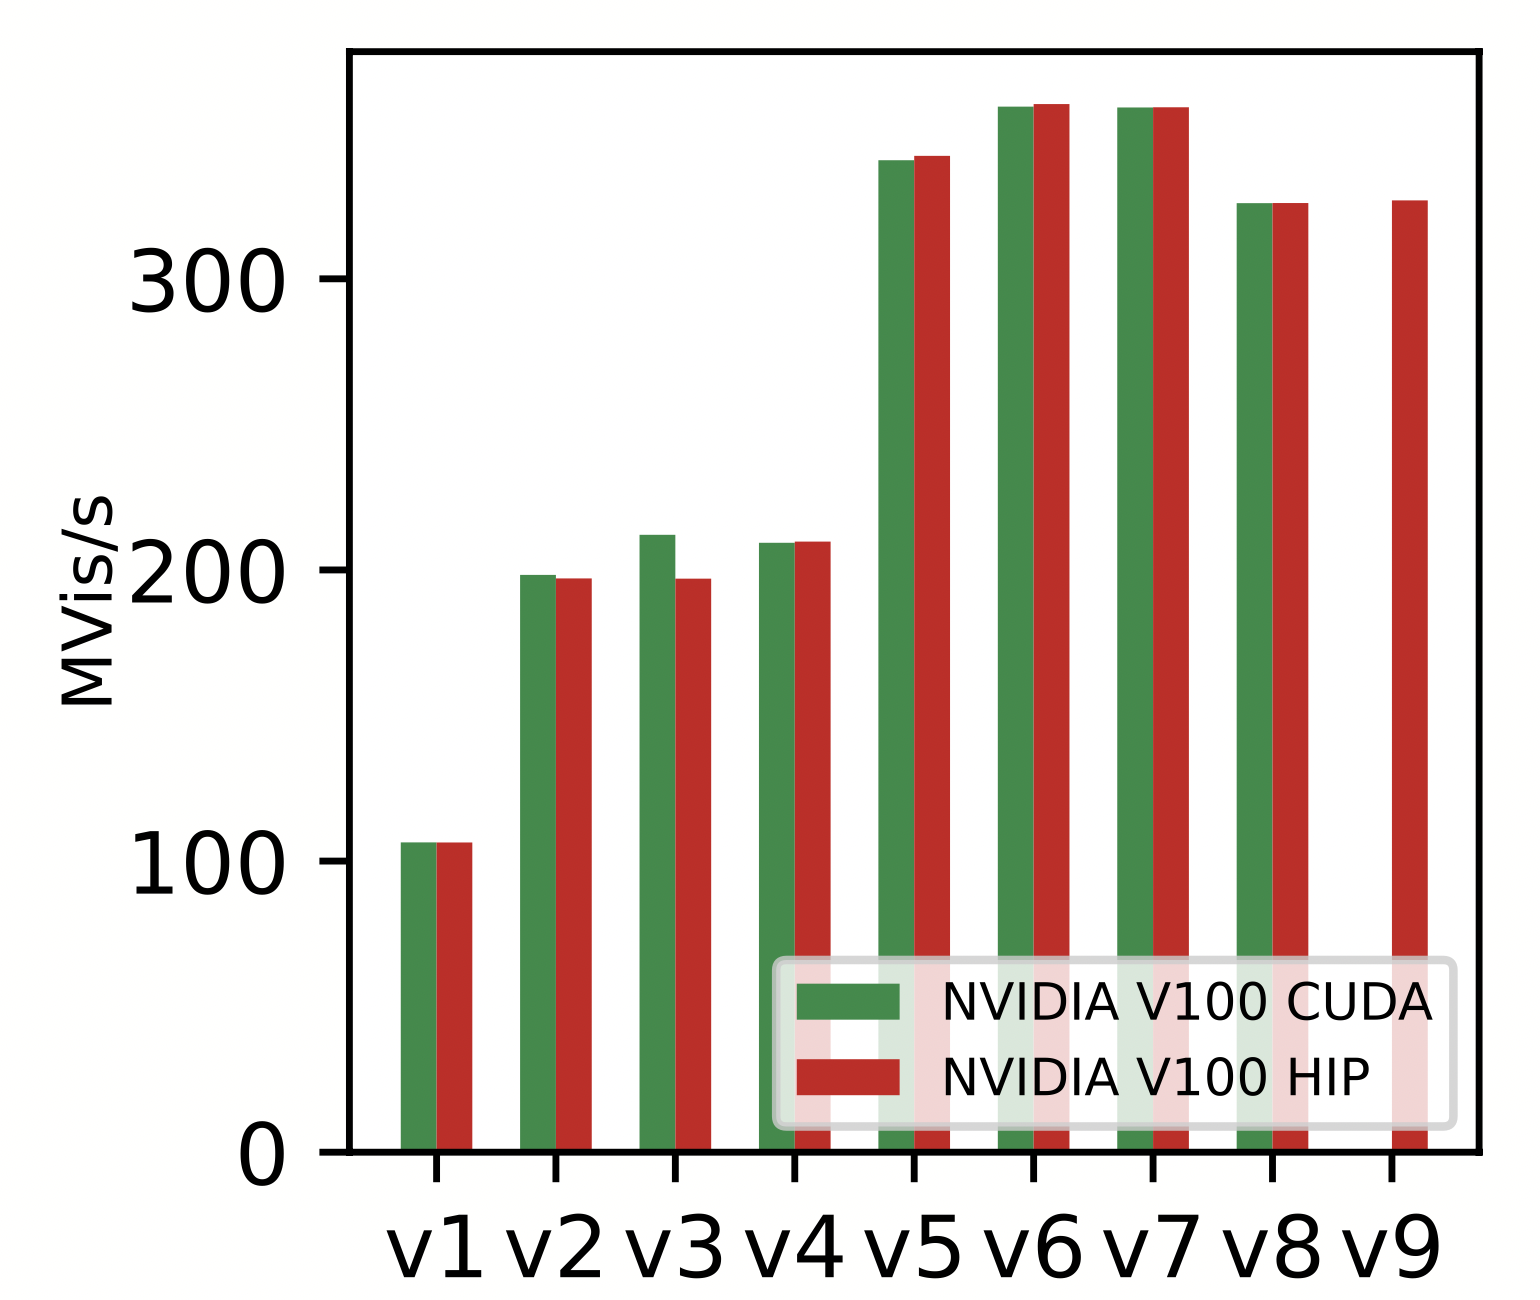 MVis/s
300
200
100
0
v1 v2 v3 v4 v5 v6 v7 v8 v9
NVIDIA V100 CUDA
NVIDIA V100 HIP